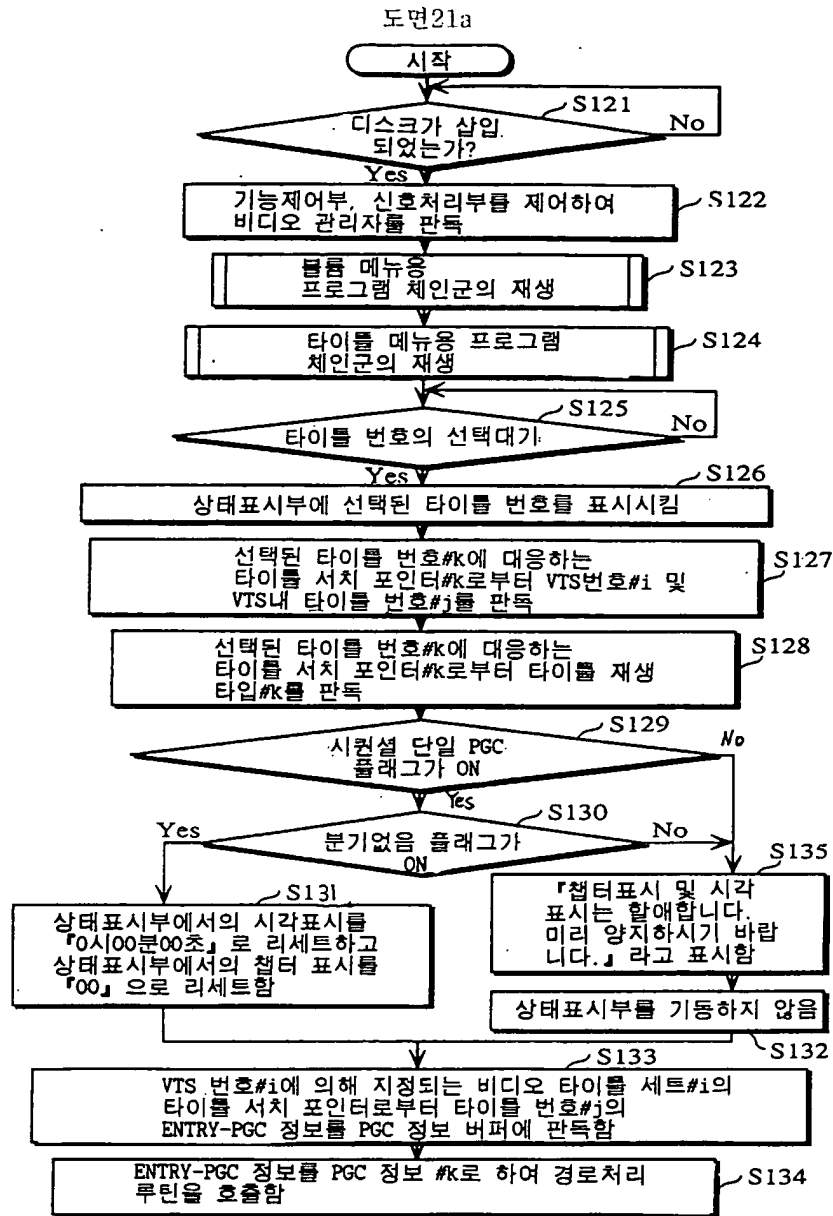 도면21a
시작
S121
디스크가 삽입
되었는가?
No
Yes
S122
기능제어부, 신호처리부를 제어하여
비디오 관리자를 판독
S123
볼륨 메뉴용
프로그램 체인군의 재생
S124
타이틀 메뉴용 프로그램
체인군의 재생
S125
No
타이틀 번호의 선택대기
Yes
S126
상태표시부에 선택된 타이틀 번호를 표시시킴
S127
선택된 타이틀 번호#k에 대응하는
타이틀 서치 포인터#k로부터 VTS번호#i 및
VTS내 타이틀 번호#j를 판독
S128
선택된 타이틀 번호#k에 대응하는
타이틀 서치 포인터#k로부터 타이틀 재생
타입#k를 판독
S129
시퀀셜 단일 PGC
플래그가 ON
No
Yes
S130
Yes
분기없음 플래그가
ON
No
S135
S131
『챕터표시 및 시각
표시는 할애합니다.
미리 양지하시기 바랍
니다.』라고 표시함
상태표시부에서의 시각표시를
『0시00분00초』로 리세트하고
상태표시부에서의 챕터 표시를
『00』으로 리세트함
상태표시부를 기동하지 않음
S132
S133
VTS 번호#i에 의해 지정되는 비디오 타이틀 세트#i의
타이틀 서치 포인터로부터 타이틀 번호#j의
ENTRY-PGC 정보를 PGC 정보 버퍼에 판독함
S134
ENTRY-PGC 정보를 PGC 정보 #k로 하여 경로처리
루틴을 호출함